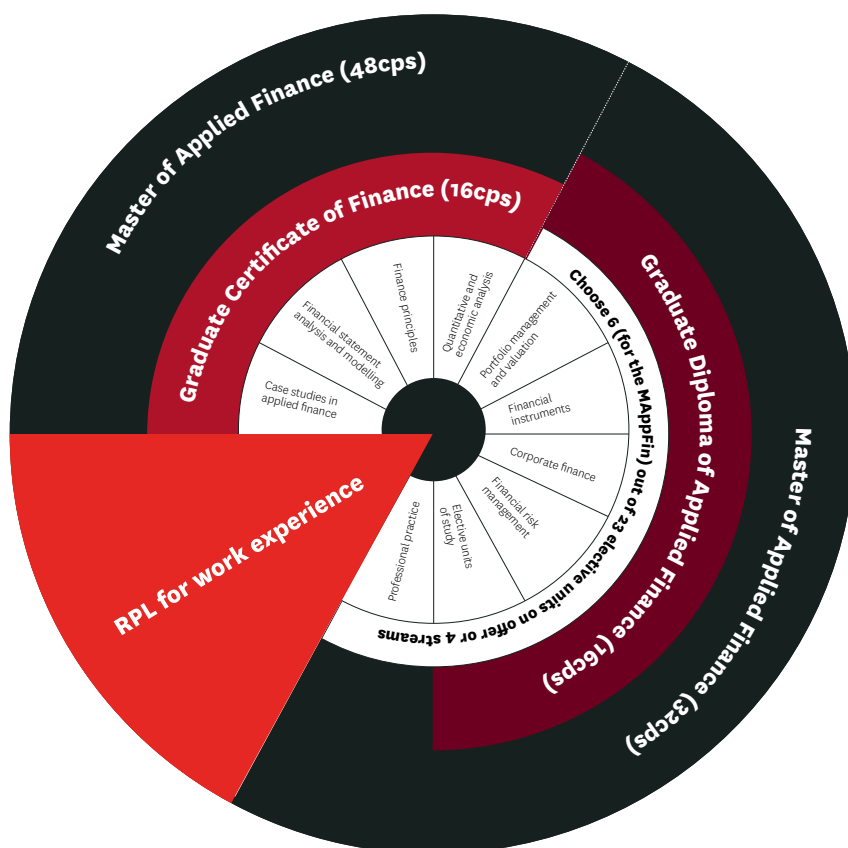 Master of Applied Finance (48cps)
Graduate Certificate of Finance (16cps)
Case studies in
applied finance
Financial statement
analysis and modelling
Finance principles
Quantitative and
economic analysis
Portfolio management
and valuation
Financial
instruments
Corporate finance
Financial risk
management
Elective units
of study
Professional practice
Choose 6 (for the MAppFin) out of 23 elective units on offer or 4 streams
Graduate Diploma of Applied Finance (16cps)
Master of Applied Finance (32cps)
RPL for work experience